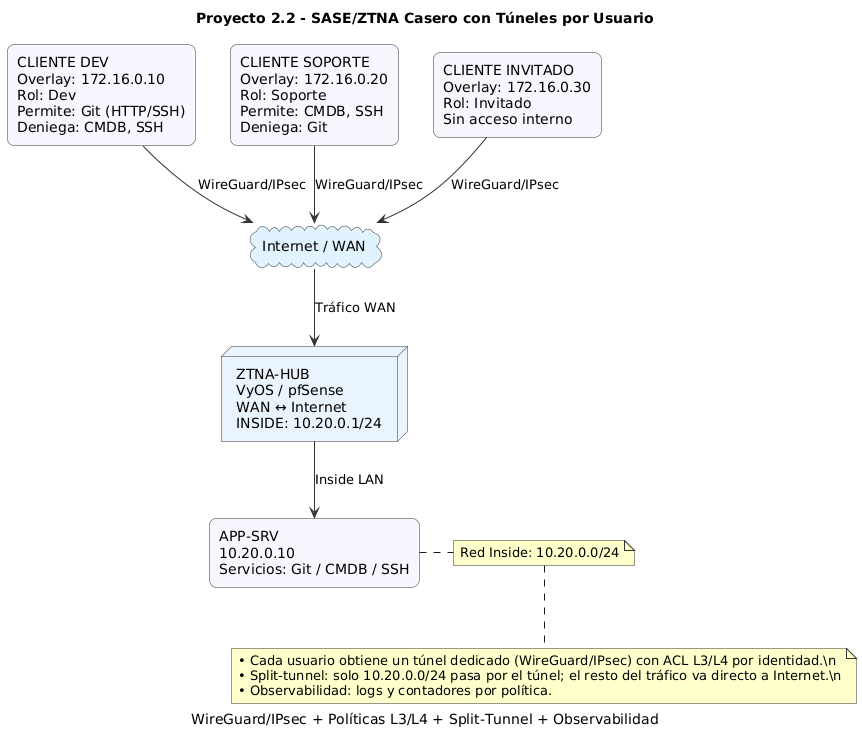 Proyecto 2.2 - SASE/ZTNA Casero con Túneles por Usuario
CLIENTE DEV
Overlay: 172.16.0.10
Rol: Dev
Permite: Git (HTTP/SSH)
Deniega: CMDB, SSH
CLIENTE SOPORTE
Overlay: 172.16.0.20
Rol: Soporte
Permite: CMDB, SSH
Deniega: Git
CLIENTE INVITADO
Overlay: 172.16.0.30
Rol: Invitado
Sin acceso interno
WireGuard/IPsec
WireGuard/IPsec
WireGuard/IPsec
Internet / WAN
Tráfico WAN
ZTNA-HUB
VyOS / pfSense
WAN ↔ Internet
INSIDE: 10.20.0.1/24
Inside LAN
APP-SRV
10.20.0.10
Servicios: Git / CMDB / SSH
Red Inside: 10.20.0.0/24
• Cada usuario obtiene un túnel dedicado (WireGuard/IPsec) con ACL L3/L4 por identidad.\n
• Split-tunnel: solo 10.20.0.0/24 pasa por el túnel; el resto del tráfico va directo a Internet.\n
• Observabilidad: logs y contadores por política.
WireGuard/IPsec + Políticas L3/L4 + Split-Tunnel + Observabilidad